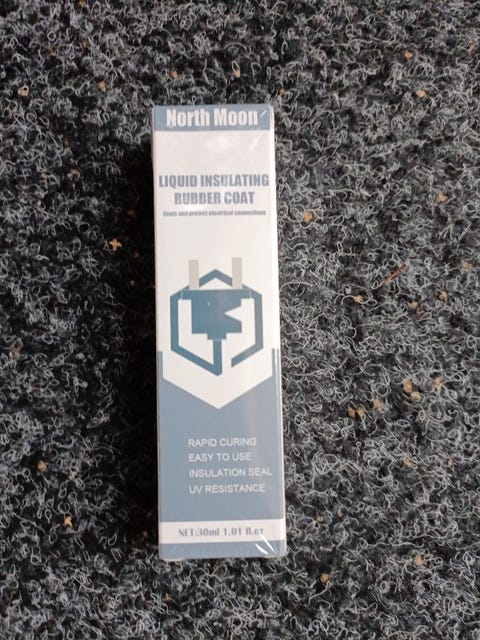 North Moon
LIQUID INSULATING
RUBBER COAT
Seals and protect electrical connections
RAPID CURING
EASY TO USE
INSULATION SEAL
UV RESISTANCE
NET:30ml 1.01 fl.oz